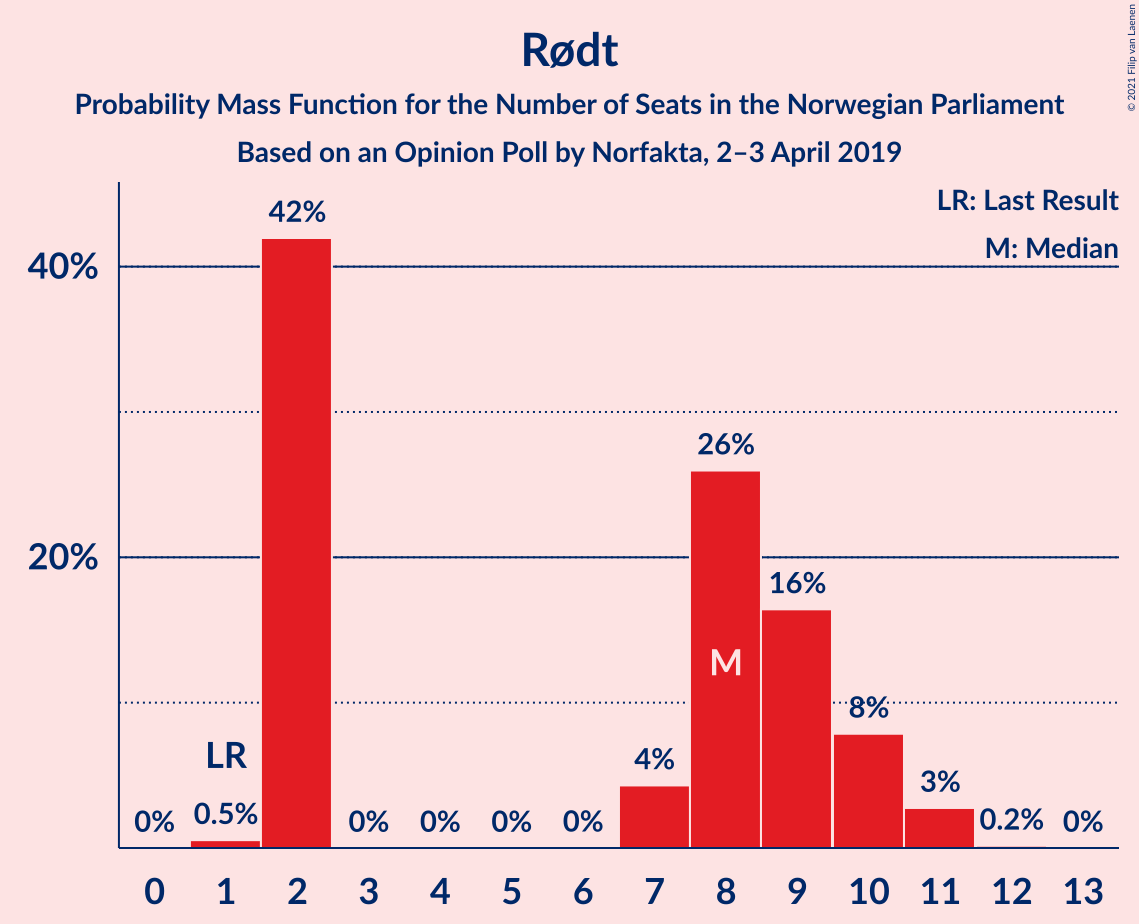 Rødt
Probability Mass Function for the Number of Seats in the Norwegian Parliament
Based on an Opinion Poll by Norfakta, 2–3 April 2019
© 2021 Filip van Laenen
LR: Last Result
M: Median
42%
40%
26%
20%
16%
M
8%
LR
4%
3%
0%
0.5%
0%
0%
0%
0%
0.2%
0%
0 1 2 3 4 5 6 7 8 9 10 11 12 13